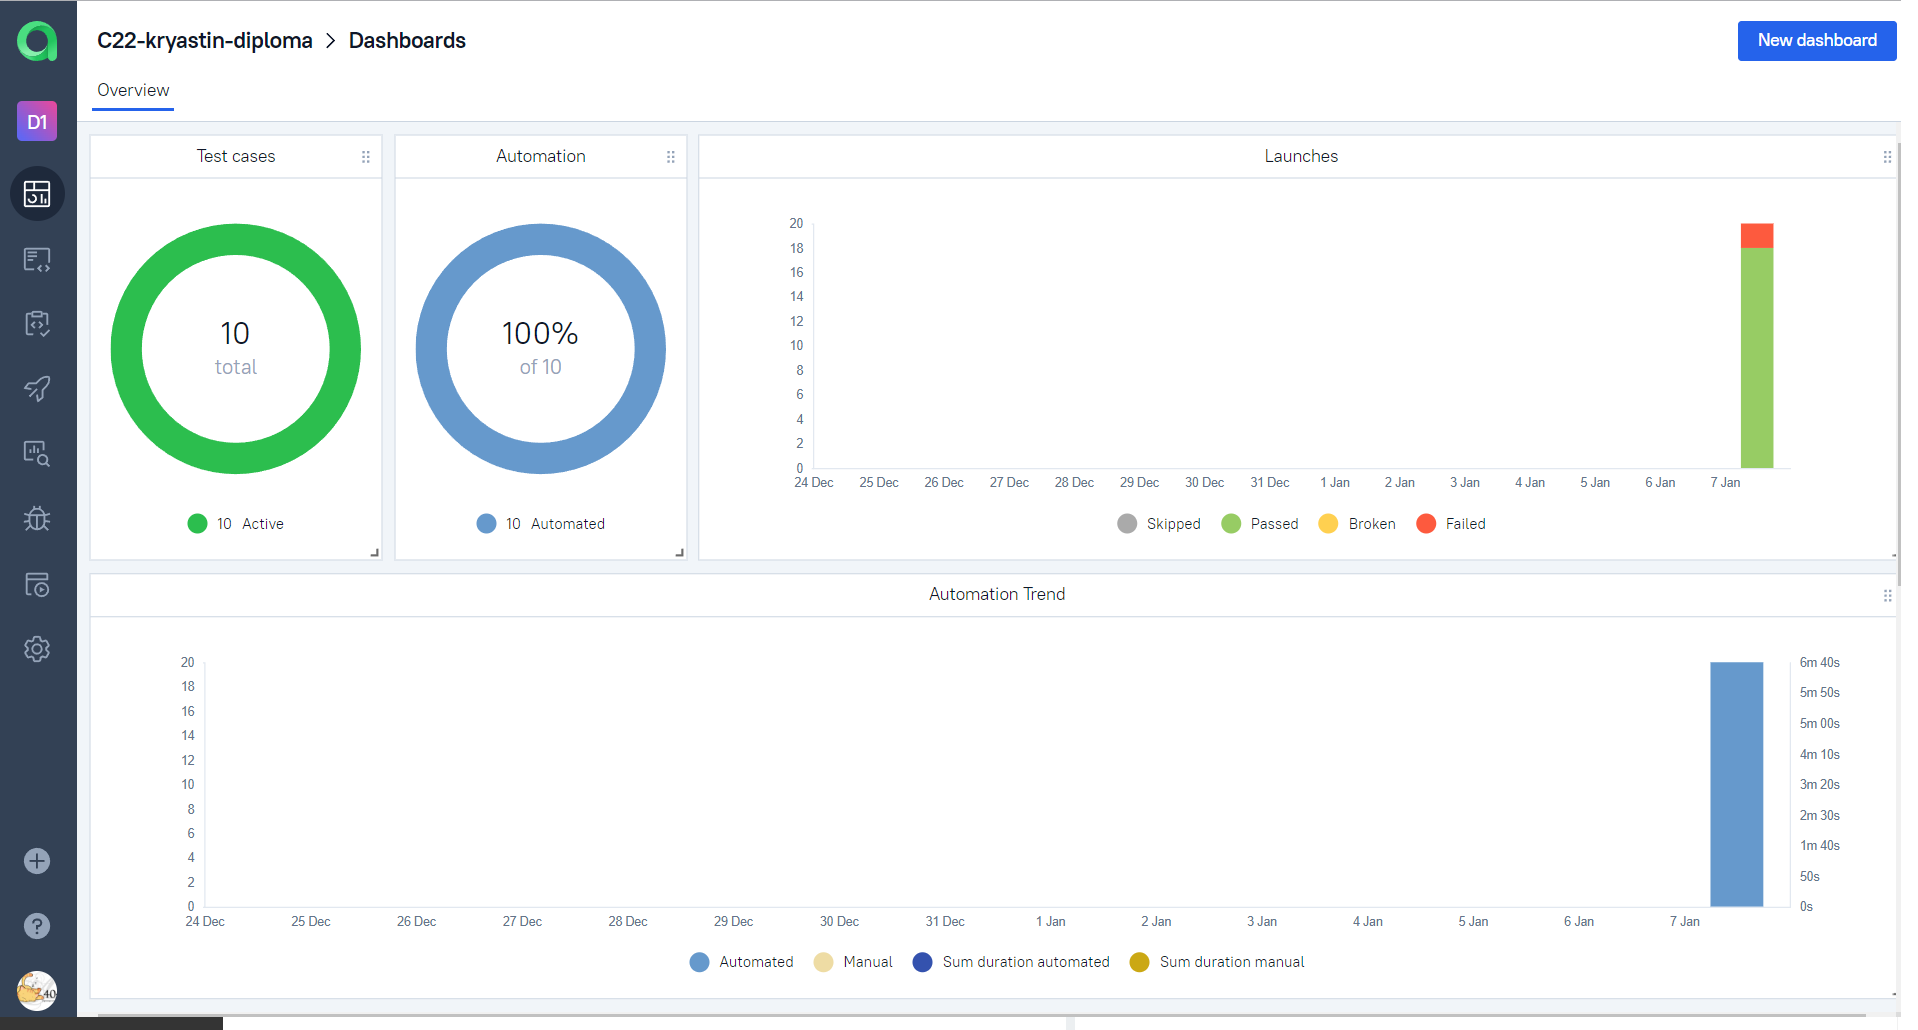 C22-kryastin-diploma > Dashboards
New dashboard
Overview
D1
Test cases
10
total
10 Active
Automation
100%
of 10
10 Automated
Launches
20
18
16
14
12
10
8
6
4
2
0
24 Dec 25 Dec 26 Dec 27 Dec 28 Dec 29 Dec 30 Dec 31 Dec 1 Jan 2 Jan 3 Jan 4 Jan 5 Jan 6 Jan 7 Jan
Skipped Passed Broken Failed
Automation Trend
20
18
16
14
12
10
8
6
4
2
0
6m 40s
5m 50s
5m 00s
4m 10s
3m 20s
2m 30s
1m 40s
50s
0s
24 Dec 25 Dec 26 Dec 27 Dec 28 Dec 29 Dec 30 Dec 31 Dec 1 Jan 2 Jan 3 Jan 4 Jan 5 Jan 6 Jan 7 Jan
Automated Manual Sum duration automated Sum duration manual
40